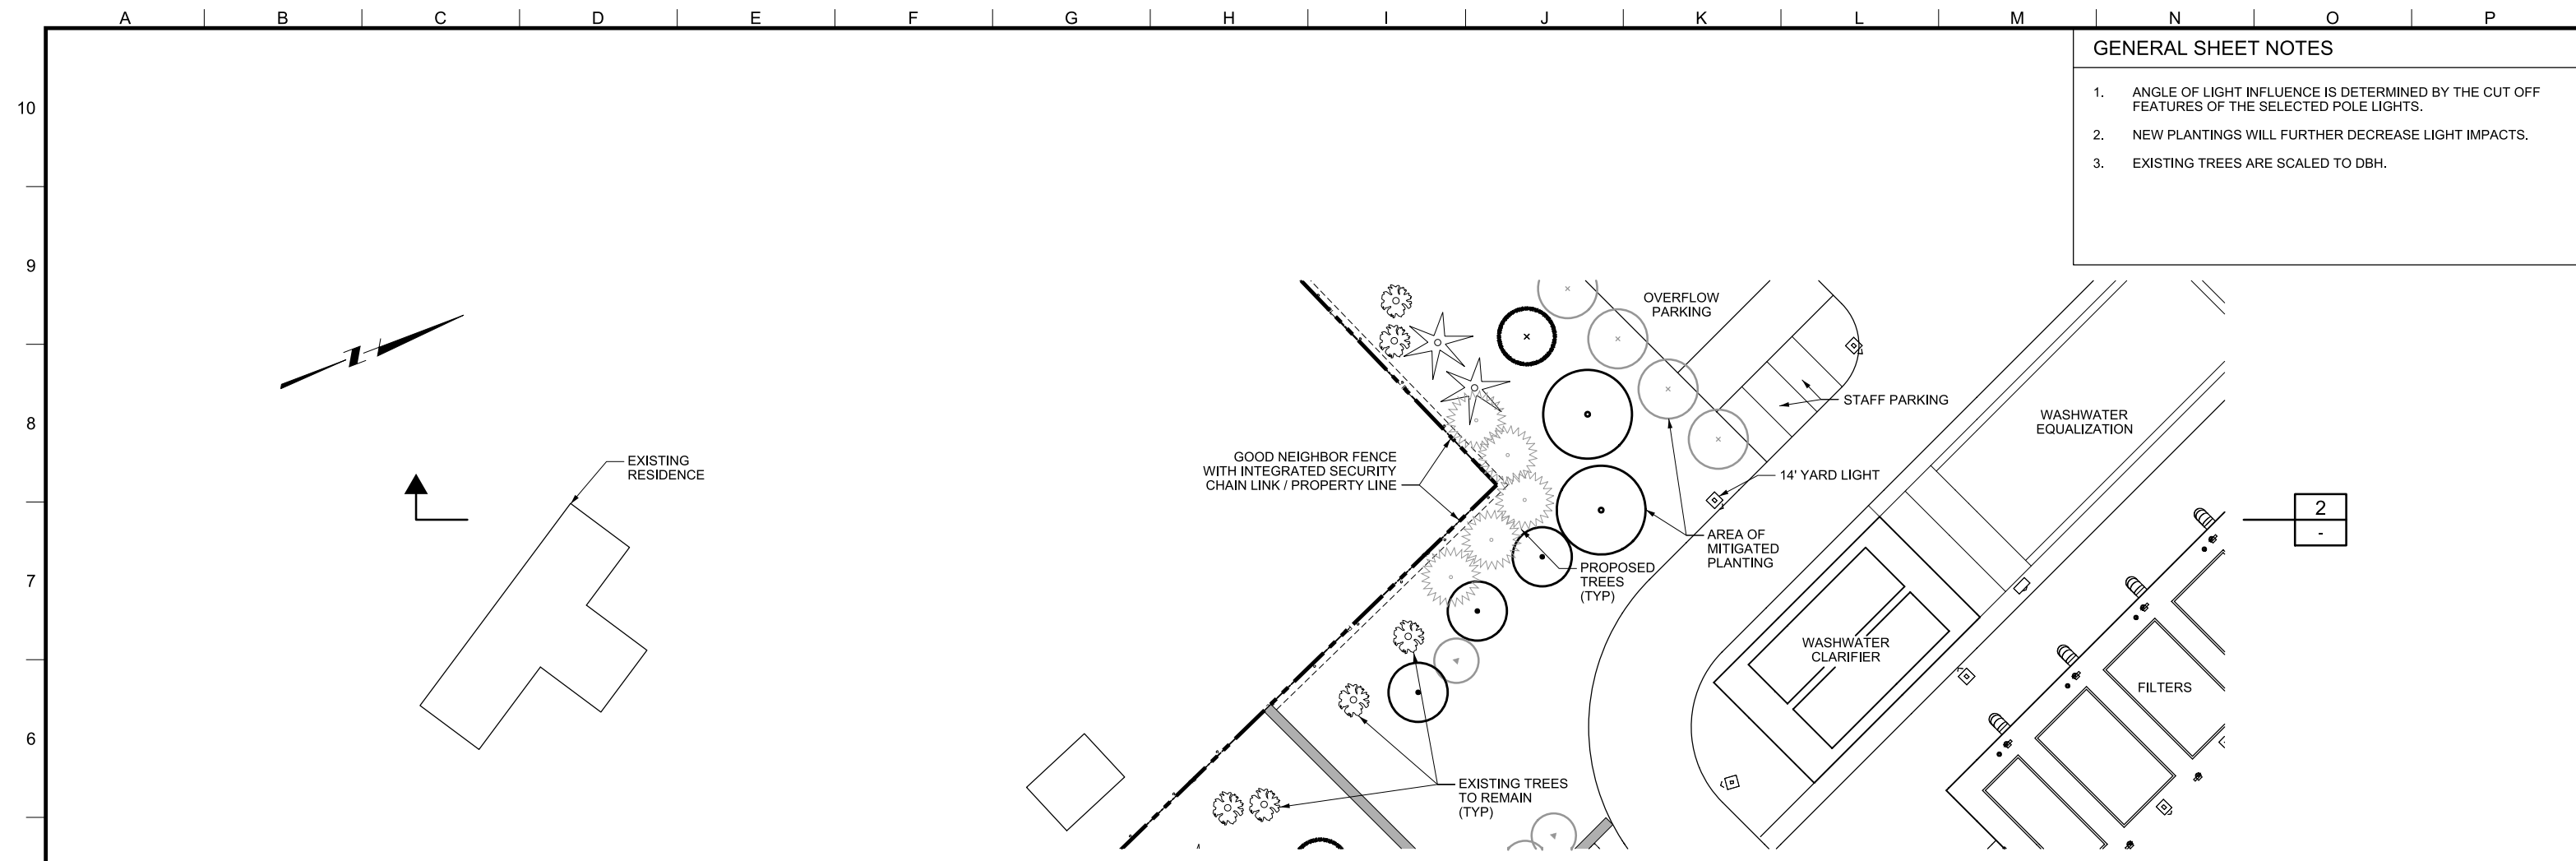 A B C D E F G H I J K L M N O P
10
9
8
7
6
GENERAL SHEET NOTES
1. ANGLE OF LIGHT INFLUENCE IS DETERMINED BY THE CUT OFF
FEATURES OF THE SELECTED POLE LIGHTS.
2. NEW PLANTINGS WILL FURTHER DECREASE LIGHT IMPACTS.
3. EXISTING TREES ARE SCALED TO DBH.
OVERFLOW
PARKING
STAFF PARKING
WASHWATER
EQUALIZATION
N
EXISTING
RESIDENCE
GOOD NEIGHBOR FENCE
WITH INTEGRATED SECURITY
CHAIN LINK / PROPERTY LINE
14' YARD LIGHT
2
-
AREA OF
MITIGATED
PLANTING
PROPOSED
TREES
(TYP)
WASHWATER
CLARIFIER
FILTERS
EXISTING TREES
TO REMAIN
(TYP)